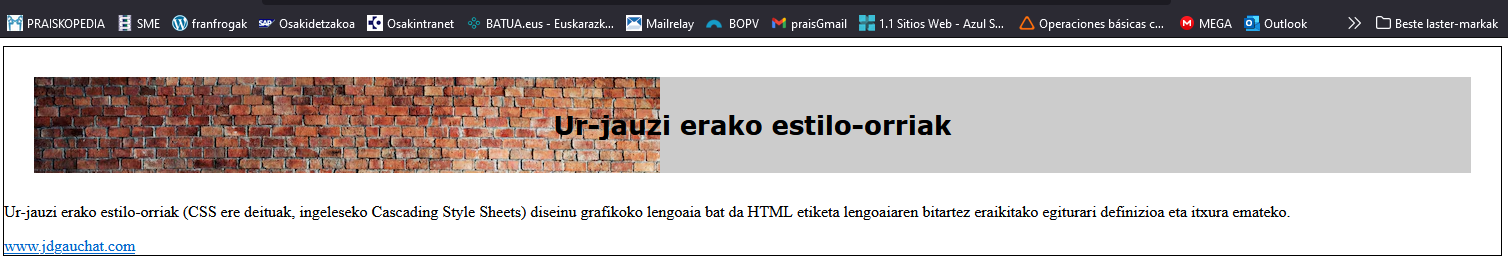 PRAISKOPEDIA SME franfrogak Osakidetzakoa Osakintranet BATUA.eus - Euskarazk... Mailrelay BOPV praisGmail 1.1 Sitios Web - Azul S... Operaciones básicas c... MEGA Outlook Beste laster-markak
Ur-jauzi erako estilo-orriak
Ur-jauzi erako estilo-orriak (CSS ere deituak, ingeleseko Cascading Style Sheets) diseinu grafikoko lengoaia bat da HTML etiketa lengoaiaren bitartez eraikitako egiturari definizioa eta itxura emateko.
www.jdgauchat.com